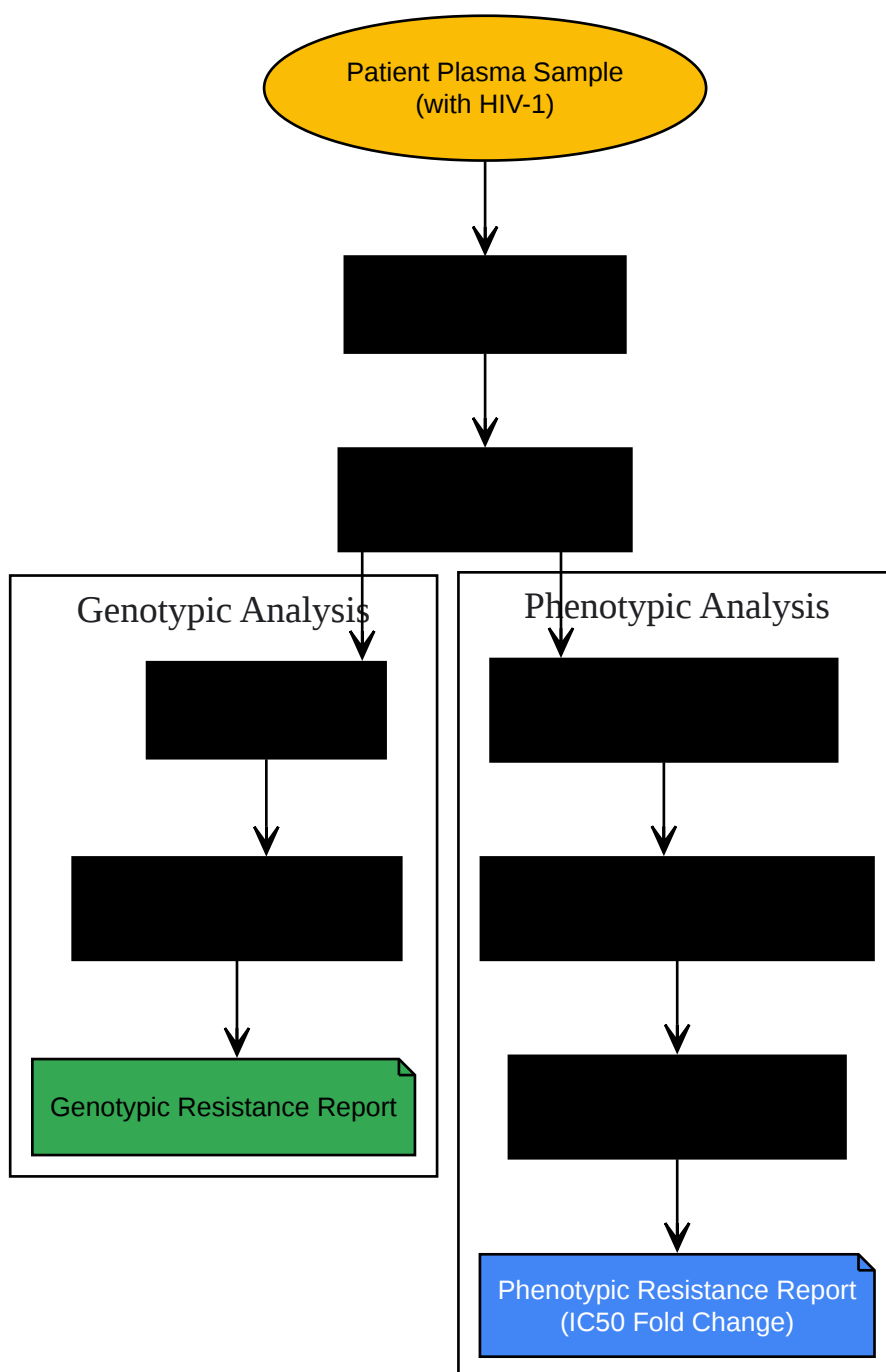 Patient Plasma Sample
(with HIV-1)
Genotypic Analysis
Phenotypic Analysis
Genotypic Resistance Report
Phenotypic Resistance Report
(IC50 Fold Change)